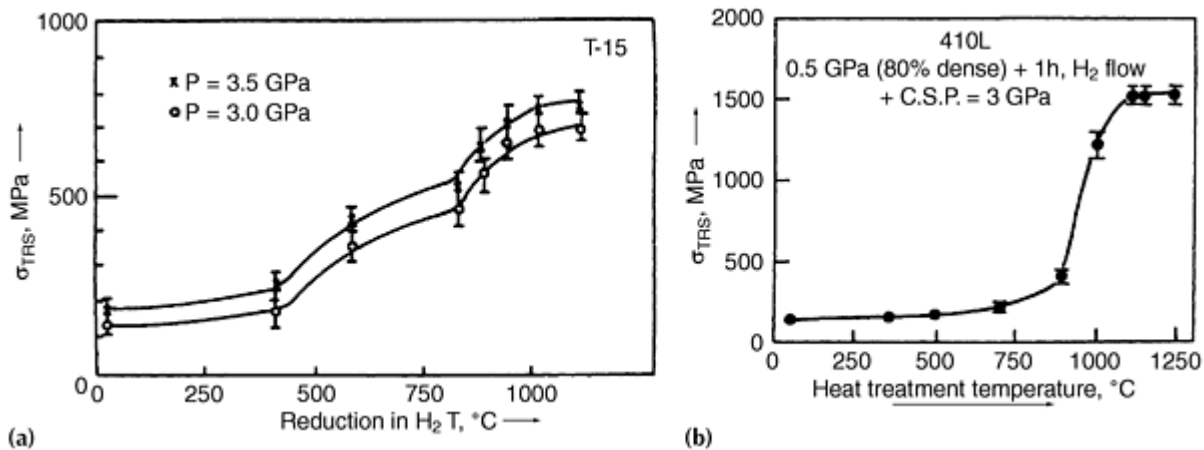 1000
T-15
P = 3.5 GPa
P = 3.0 GPa
500
0
σTRS, MPa
0 500 750 1000
Reduction in H2 T, °C
(a)
2000
410L
0.5 GPa (80% dense) + 1h, H2 flow
+ C.S.P. = 3 GPa
1500
1000
500
0
σTRS, MPa
0 250 500 750 1000 1250
Heat treatment temperature, °C
(b)